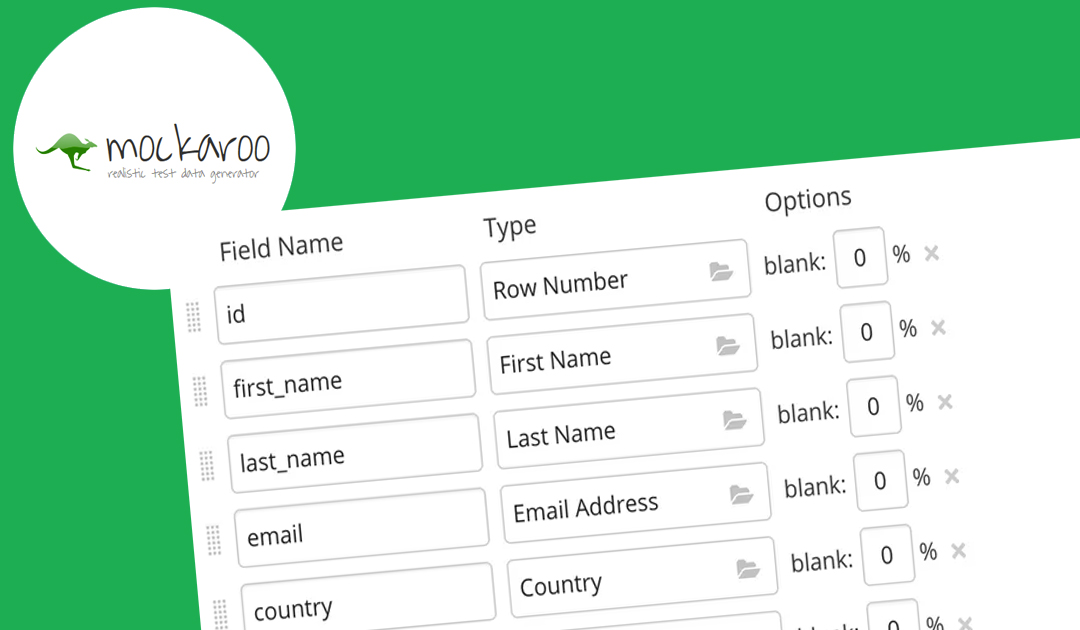 mockaroo
realistic test data generator
Field Name Type Options
id Row Number blank: 0 %
first_name First Name blank: 0 %
last_name Last Name blank: 0 %
email Email Address blank: 0 %
country Country blank: 0 %
blank: 0 %